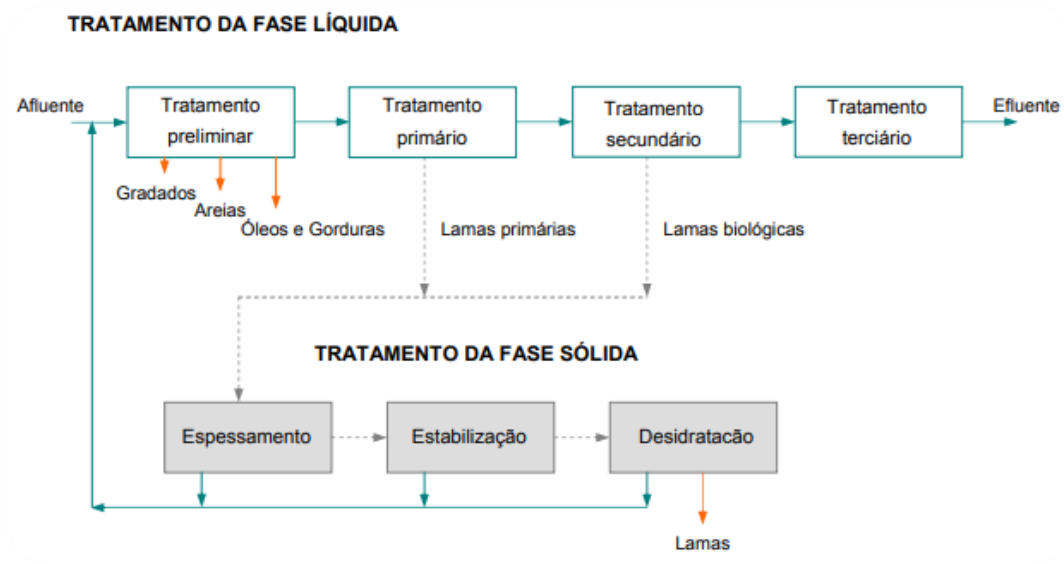 TRATAMENTO DA FASE LÍQUIDA
Afluente
Tratamento
preliminar
Tratamento
primário
Tratamento
secundário
Tratamento
terciário
Efluente
Gradados
Areias
Óleos e Gorduras
Lamas primárias
Lamas biológicas
TRATAMENTO DA FASE SÓLIDA
Espessamento
Estabilização
Desidratacão
Lamas